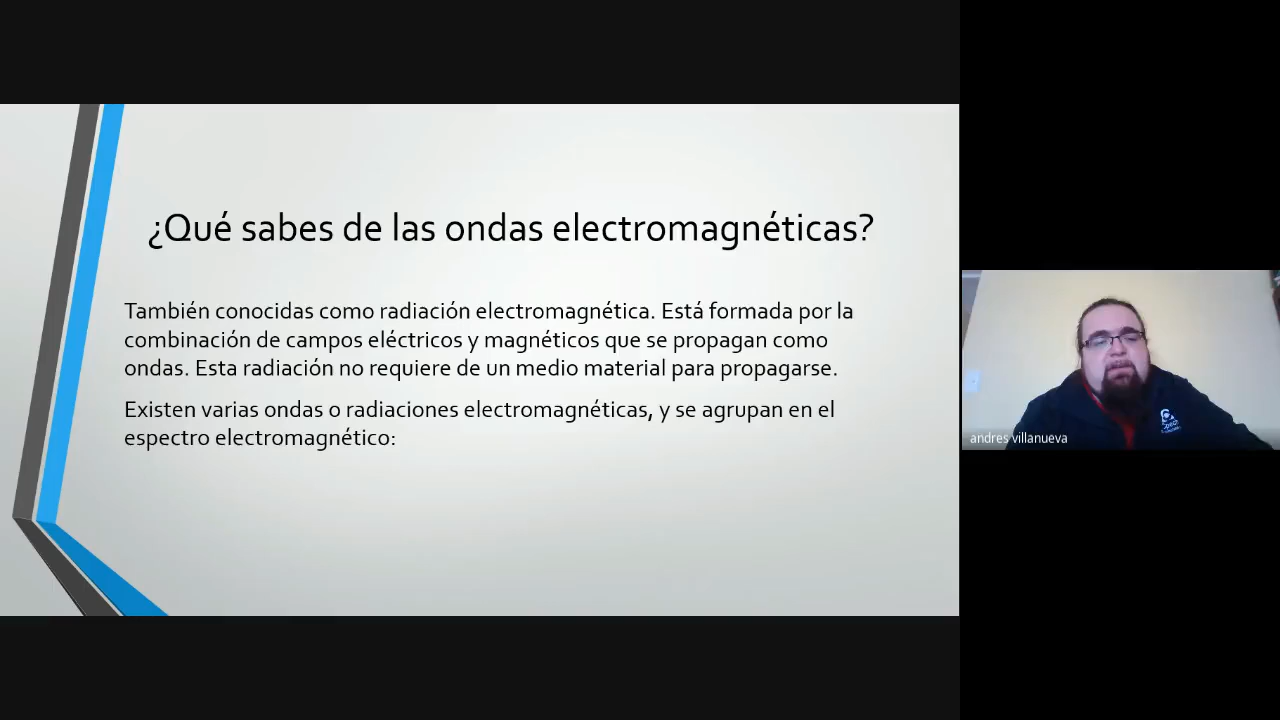 ¿Qué sabes de las ondas electromagnéticas?
También conocidas como radiación electromagnética. Está formada por la
combinación de campos eléctricos y magnéticos que se propagan como
ondas. Esta radiación no requiere de un medio material para propagarse.
Existen varias ondas o radiaciones electromagnéticas, y se agrupan en el
espectro electromagnético:
andres villanueva